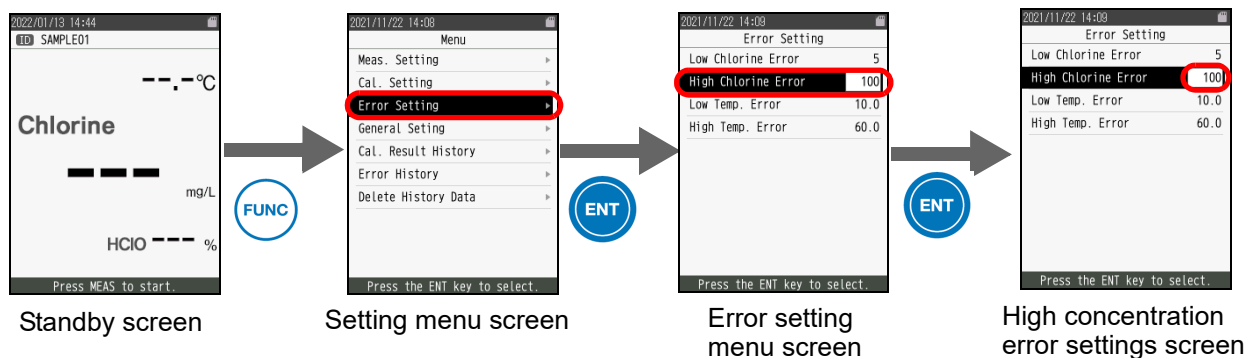 2022/01/13 14:44
ID SAMPLE01
--.-℃
Chlorine
---
mg/L
HClO --- %
Press MEAS to start.
Standby screen
FUNC
2021/11/22 14:08
Menu
Meas. Setting
Cal. Setting
Error Setting
General Seting
Cal. Result History
Error History
Delete History Data
Press the ENT key to select.
Setting menu screen
ENT
2021/11/22 14:09
Error Setting
Low Chlorine Error 5
High Chlorine Error 100
Low Temp. Error 10.0
High Temp. Error 60.0
Press the ENT key to select.
Error setting
menu screen
ENT
2021/11/22 14:09
Error Setting
Low Chlorine Error 5
High Chlorine Error 100
Low Temp. Error 10.0
High Temp. Error 60.0
Press the ENT key to select.
High concentration
error settings screen